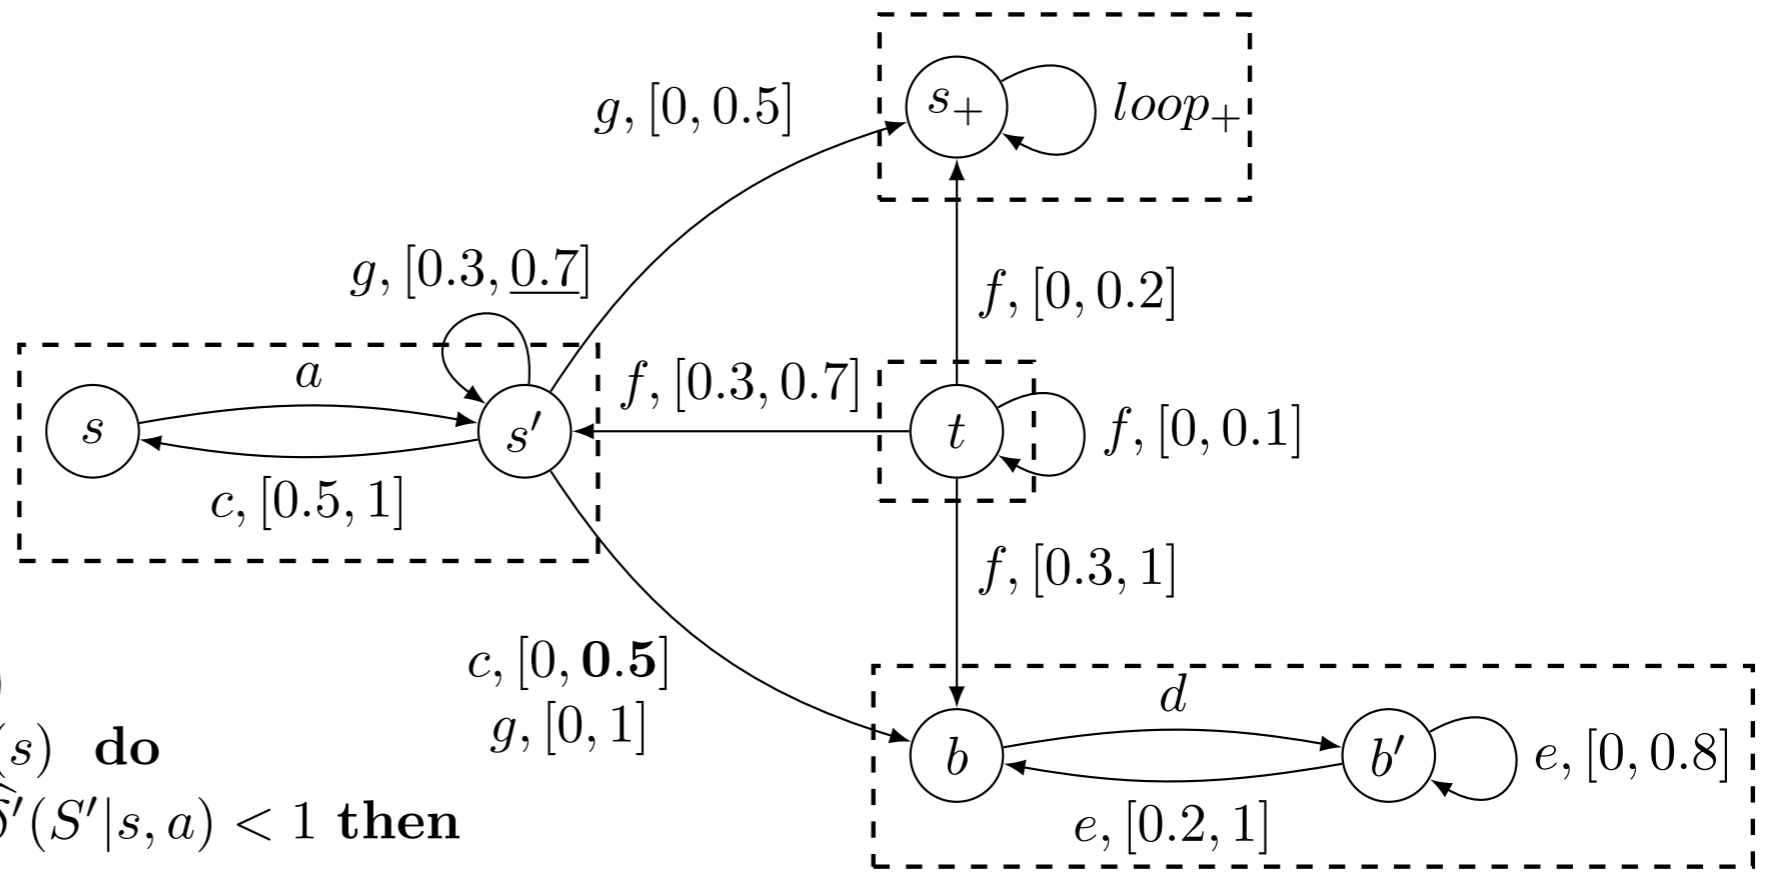 s₊
loop₊
g, [0, 0.5]
g, [0.3, 0.7]
f, [0, 0.2]
a
f, [0.3, 0.7]
s
s′
t
f, [0, 0.1]
c, [0.5, 1]
f, [0.3, 1]
c, [0, 0.5]
g, [0, 1]
d
b
b′
e, [0, 0.8]
e, [0.2, 1]
)
(s) do
′(S′|s, a) < 1 then